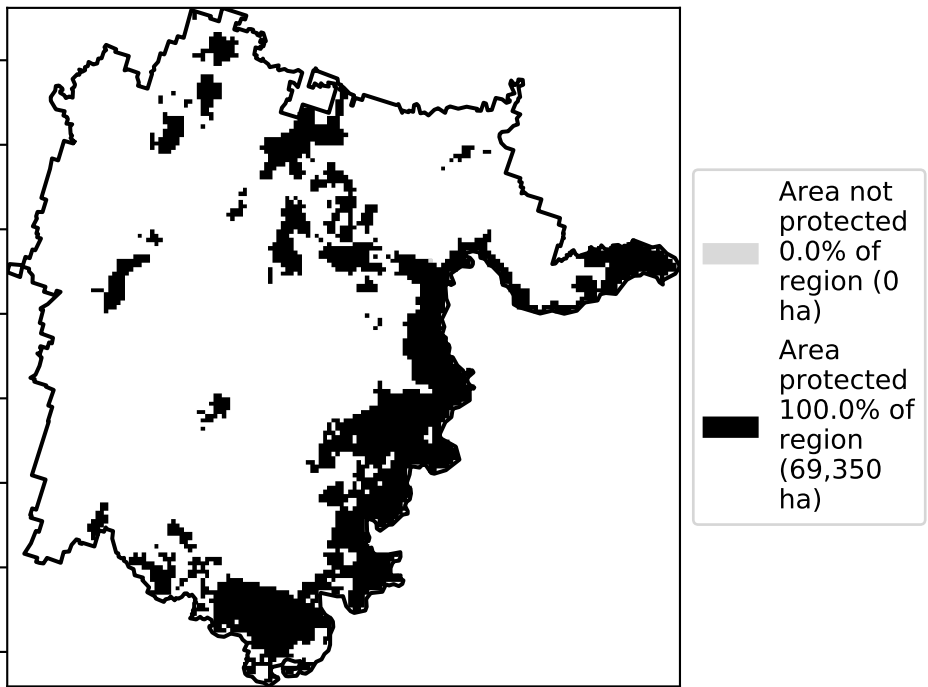 Area not
protected
0.0% of
region (0
ha)
Area
protected
100.0% of
region
(69,350
ha)